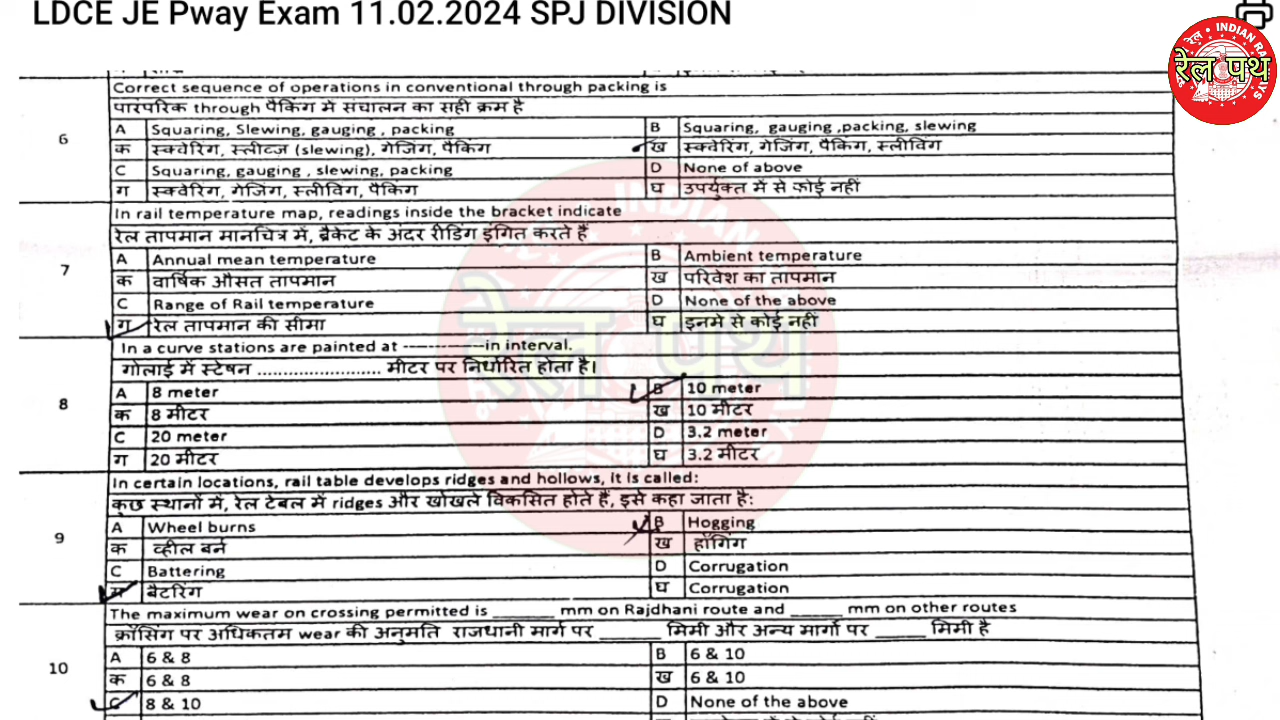 LDCE JE Pway Exam 11.02.2024 SPJ DIVISION
• INDIAN
रेल पथ
6
Correct sequence of operations in conventional through packing is
पारंपरिक through पैकिंग में संचालन का सही क्रम है
A Squaring, Slewing, gauging , packing B Squaring, gauging ,packing, slewing
क स्क्वेरिंग, स्लीव्ज (slewing), गेजिंग, पैकिंग ख स्क्वेरिंग, गेजिंग, पैकिंग, स्लीविंग
C Squaring, gauging , slewing, packing D None of above
ग स्क्वेरिंग, गेजिंग, स्लीविंग, पैकिंग घ उपर्युक्त में से कोई नहीं
7
In rail temperature map, readings inside the bracket indicate
रेल तापमान मानचित्र में, ब्रैकेट के अंदर रीडिंग इंगित करते हैं
A Annual mean temperature B Ambient temperature
क वार्षिक औसत तापमान ख परिवेश का तापमान
C Range of Rail temperature D None of the above
ग रेल तापमान की सीमा घ इनमे से कोई नहीं
8
In a curve stations are painted at -------------in interval.
गोलाई में स्टेषन ........................ मीटर पर निर्धारित होता है।
A 8 meter B 10 meter
क 8 मीटर ख 10 मीटर
C 20 meter D 3.2 meter
ग 20 मीटर घ 3.2 मीटर
9
In certain locations, rail table develops ridges and hollows, it is called:
कुछ स्थानों में, रेल टेबल में ridges और खोखले विकसित होते हैं, इसे कहा जाता है:
A Wheel burns B Hogging
क व्हील बर्न ख हॉगिंग
C Battering D Corrugation
ग बैटरिंग घ Corrugation
10
The maximum wear on crossing permitted is ______ mm on Rajdhani route and _____ mm on other routes
क्रॉसिंग पर अधिकतम wear की अनुमति राजधानी मार्ग पर ______ मिमी और अन्य मार्गो पर _____ मिमी है
A 6 & 8 B 6 & 10
क 6 & 8 ख 6 & 10
C 8 & 10 D None of the above